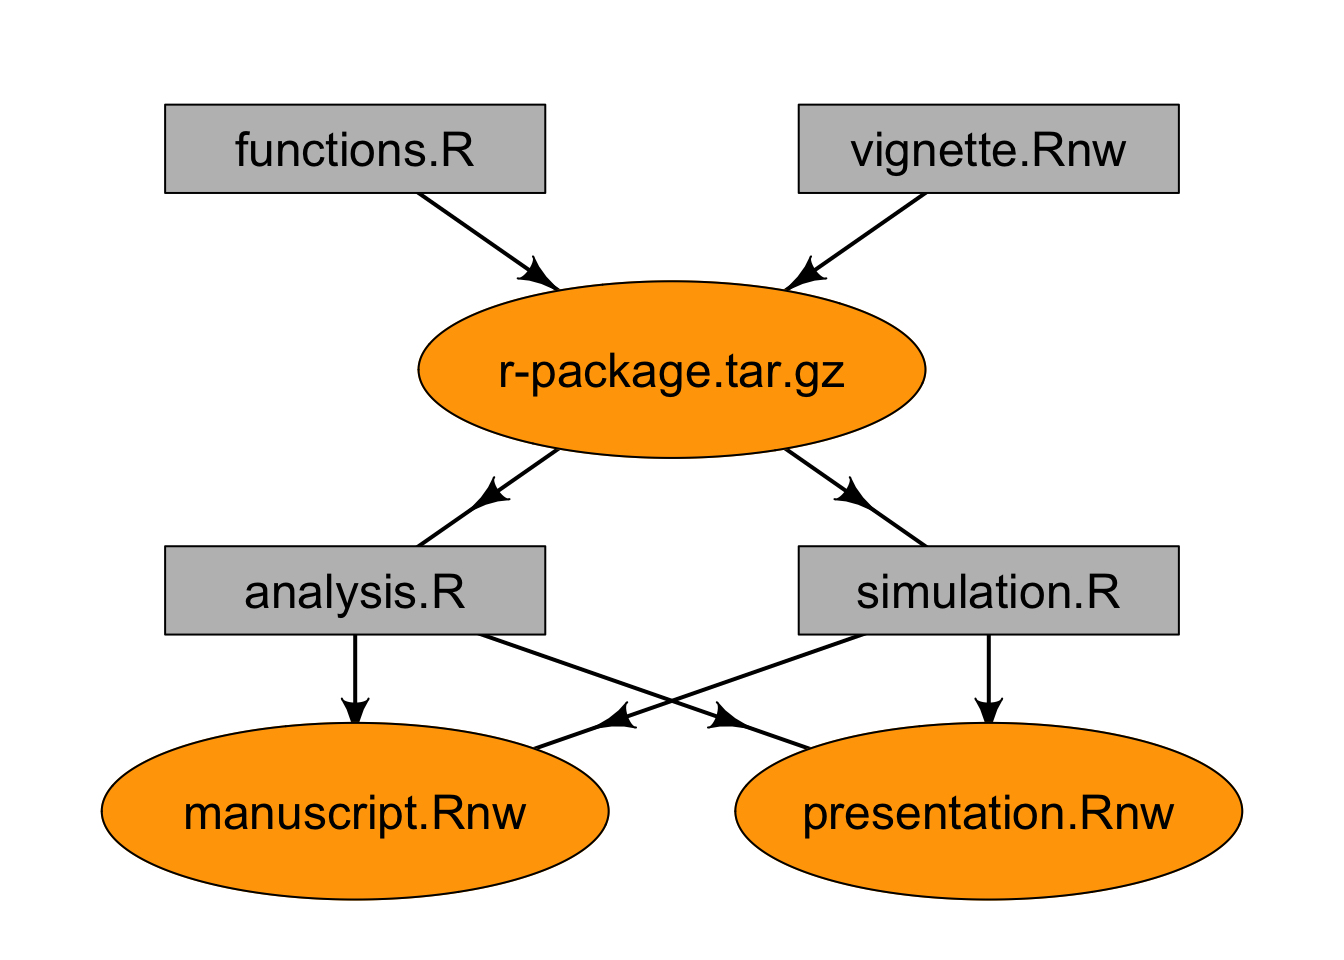 functions.R
vignette.Rnw
r-package.tar.gz
analysis.R
simulation.R
manuscript.Rnw
presentation.Rnw